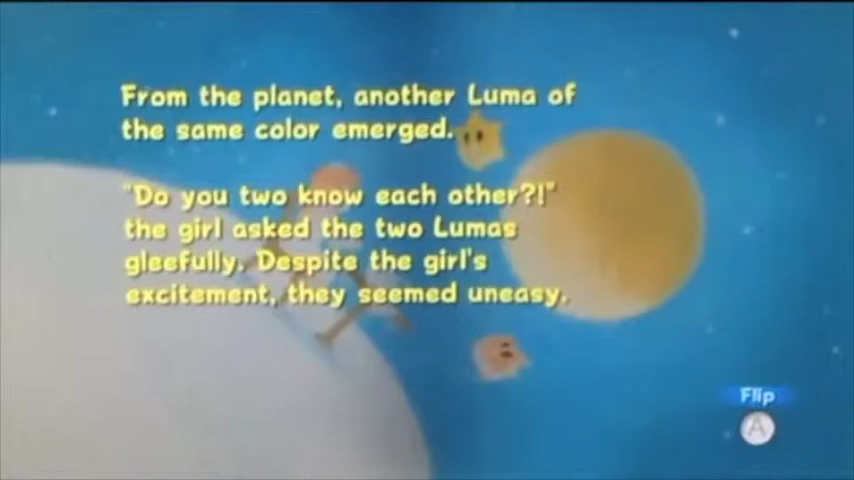 From the planet, another Luma of
the same color emerged.
"Do you two know each other?!"
the girl asked the two Lumas
gleefully. Despite the girl's
excitement, they seemed uneasy.
Flip
A